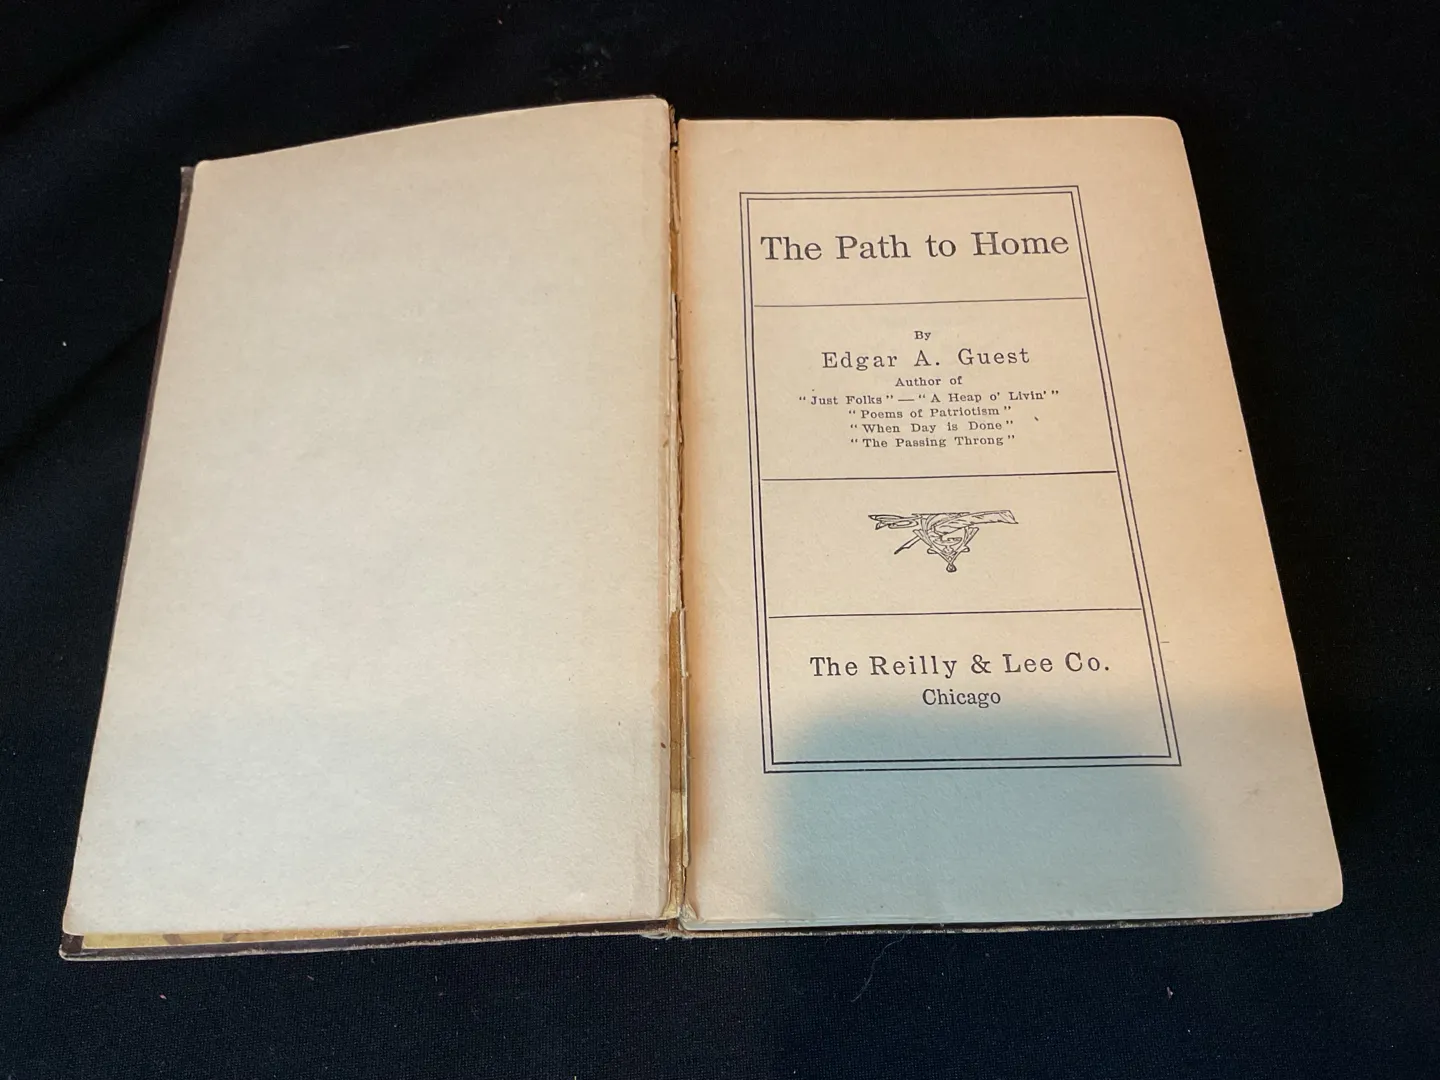 The Path to Home
By
Edgar A. Guest
Author of
"Just Folks" — "A Heap o' Livin'"
"Poems of Patriotism"
"When Day is Done"
"The Passing Throng"
The Reilly & Lee Co.
Chicago